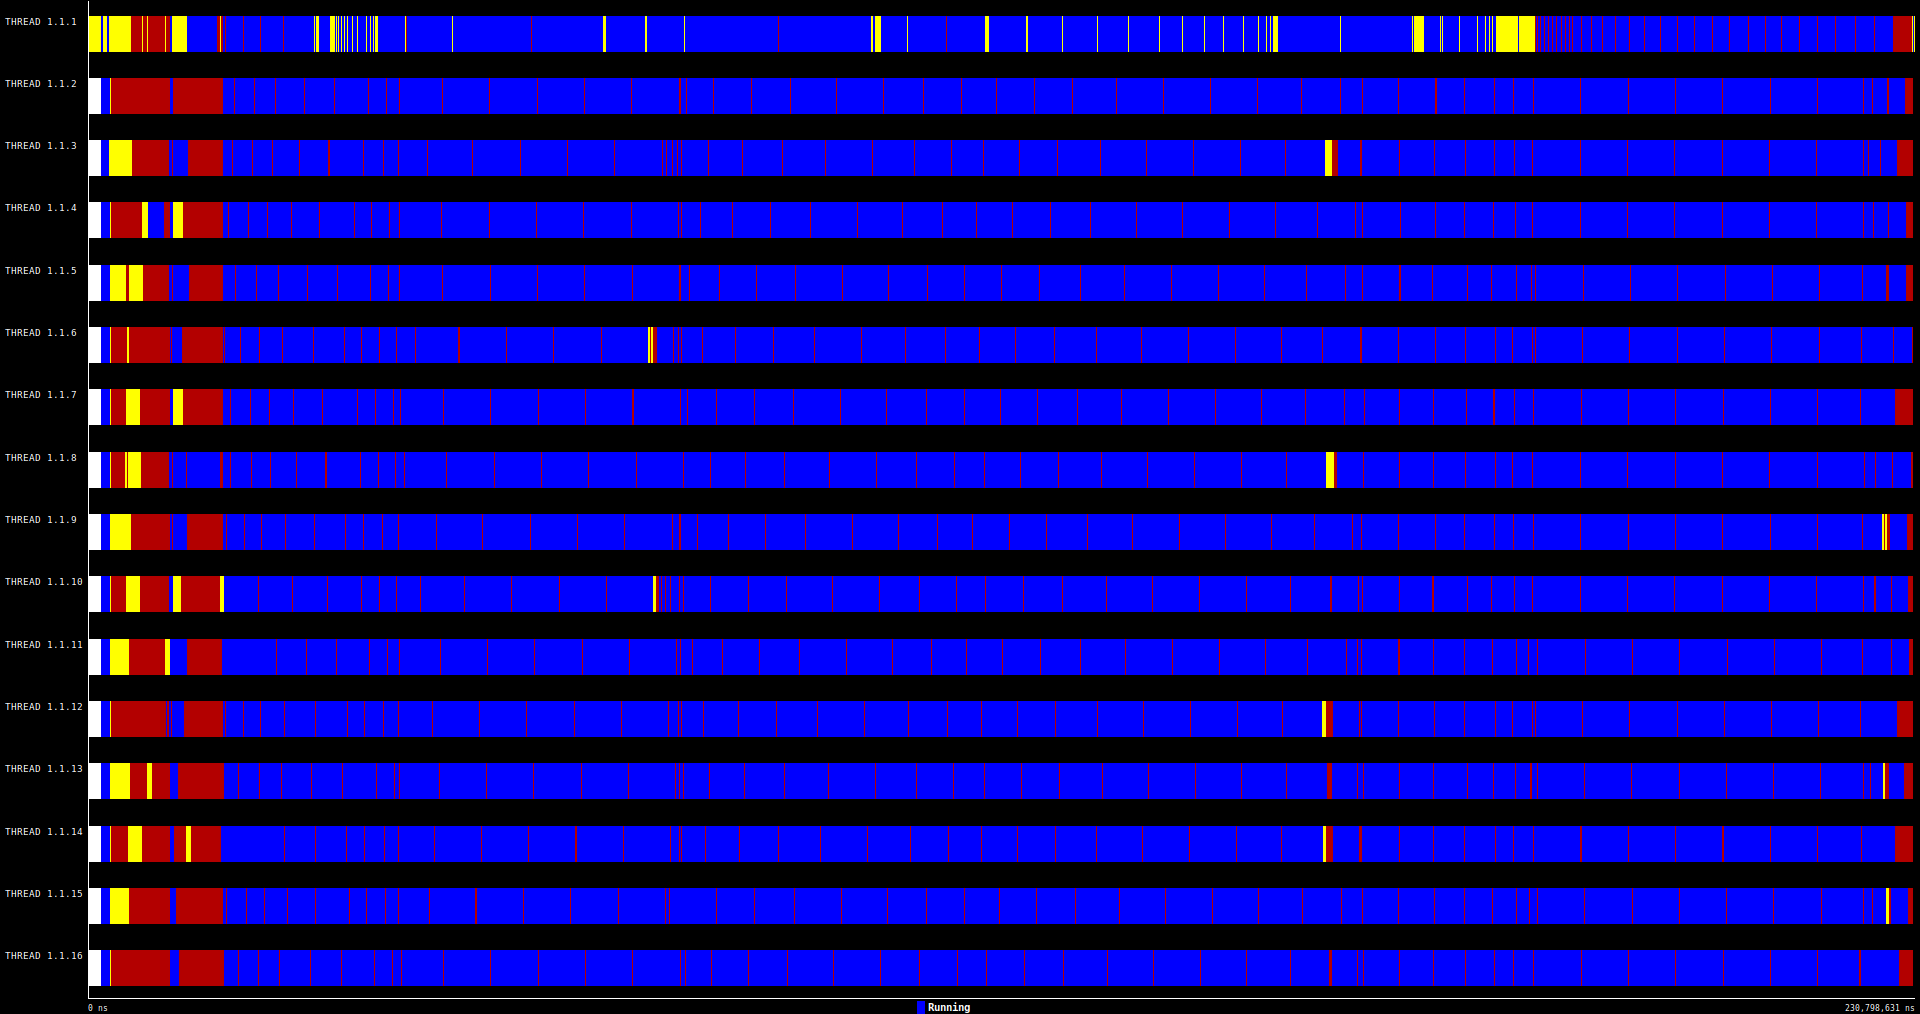 THREAD 1.1.1
THREAD 1.1.2
THREAD 1.1.3
THREAD 1.1.4
THREAD 1.1.5
THREAD 1.1.6
THREAD 1.1.7
THREAD 1.1.8
THREAD 1.1.9
THREAD 1.1.10
THREAD 1.1.11
THREAD 1.1.12
THREAD 1.1.13
THREAD 1.1.14
THREAD 1.1.15
THREAD 1.1.16
0 ns Running 230,798,631 ns